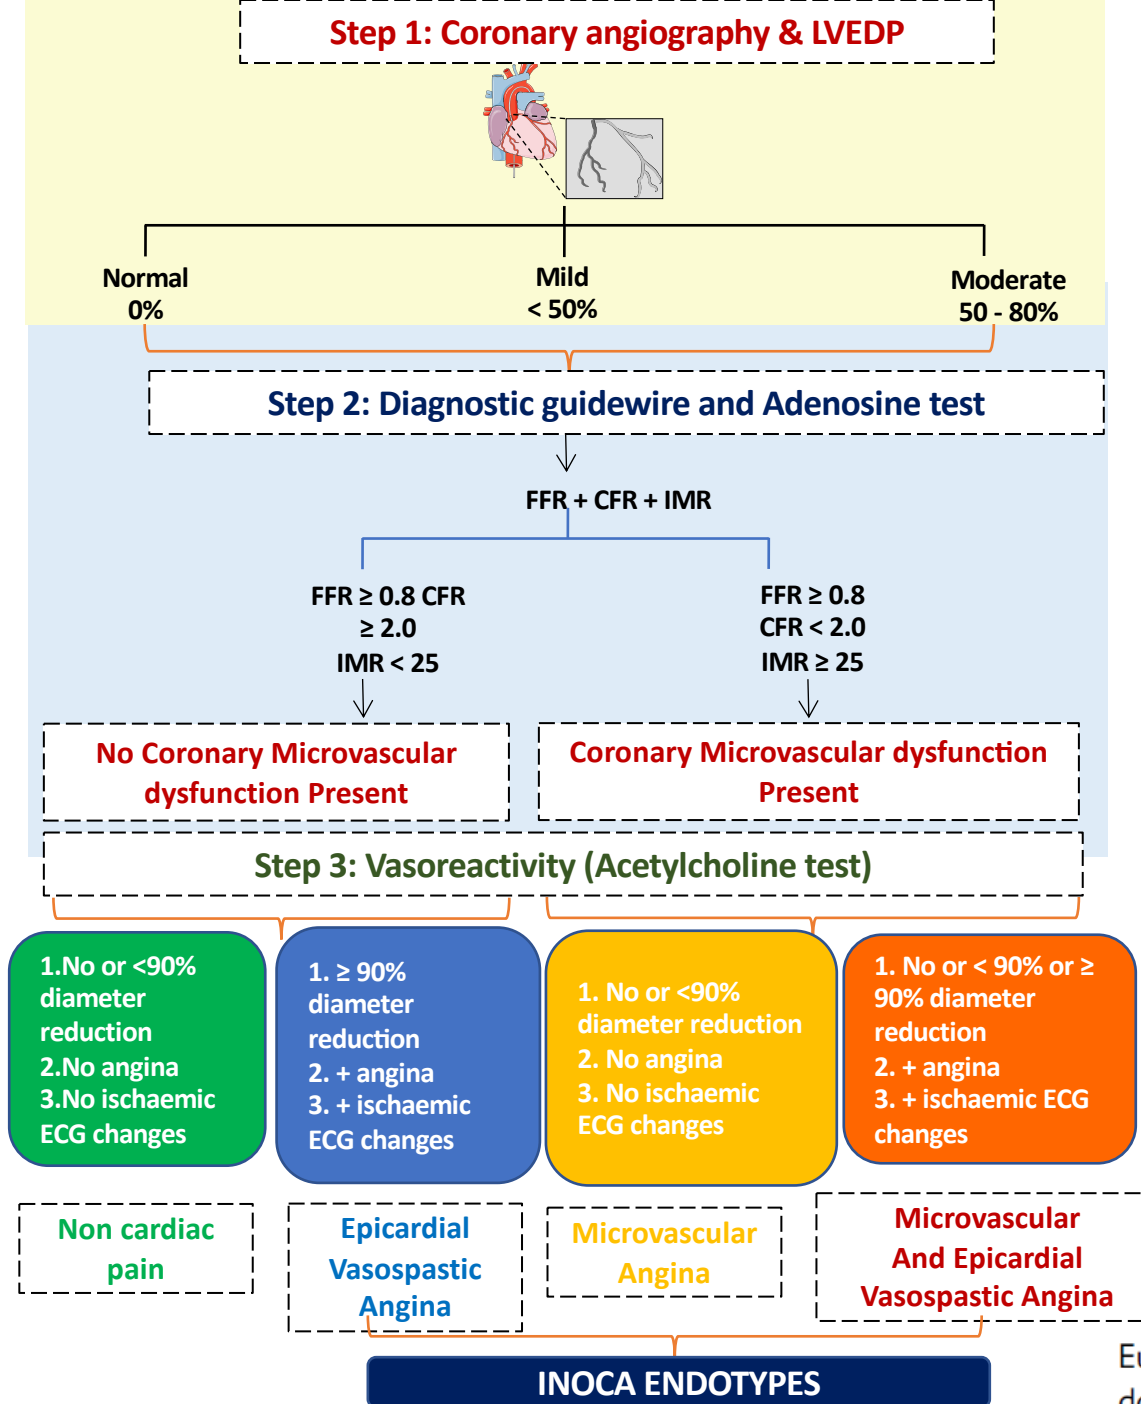 Step 1: Coronary angiography & LVEDP
Normal
0%
Mild
< 50%
Moderate
50 - 80%
Step 2: Diagnostic guidewire and Adenosine test
FFR + CFR + IMR
FFR ≥ 0.8 CFR
≥ 2.0
IMR < 25
FFR ≥ 0.8
CFR < 2.0
IMR ≥ 25
No Coronary Microvascular
dysfunction Present
Coronary Microvascular dysfunction
Present
Step 3: Vasoreactivity (Acetylcholine test)
1.No or <90%
diameter
reduction
2.No angina
3.No ischaemic
ECG changes
1. ≥ 90%
diameter
reduction
2. + angina
3. + ischaemic
ECG changes
1. No or <90%
diameter reduction
2. No angina
3. No ischaemic
ECG changes
1. No or < 90% or ≥
90% diameter
reduction
2. + angina
3. + ischaemic ECG
changes
Non cardiac
pain
Epicardial
Vasospastic
Angina
Microvascular
Angina
Microvascular
And Epicardial
Vasospastic Angina
INOCA ENDOTYPES